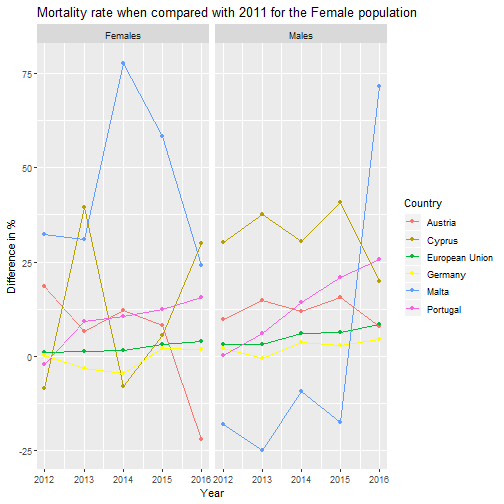 Mortality rate when compared with 2011 for the Female population
Females
Males
75
50
25
0
-25
Difference in %
2012 2013 2014 2015 2016 2012 2013 2014 2015 2016
Year
Country
Austria
Cyprus
European Union
Germany
Malta
Portugal